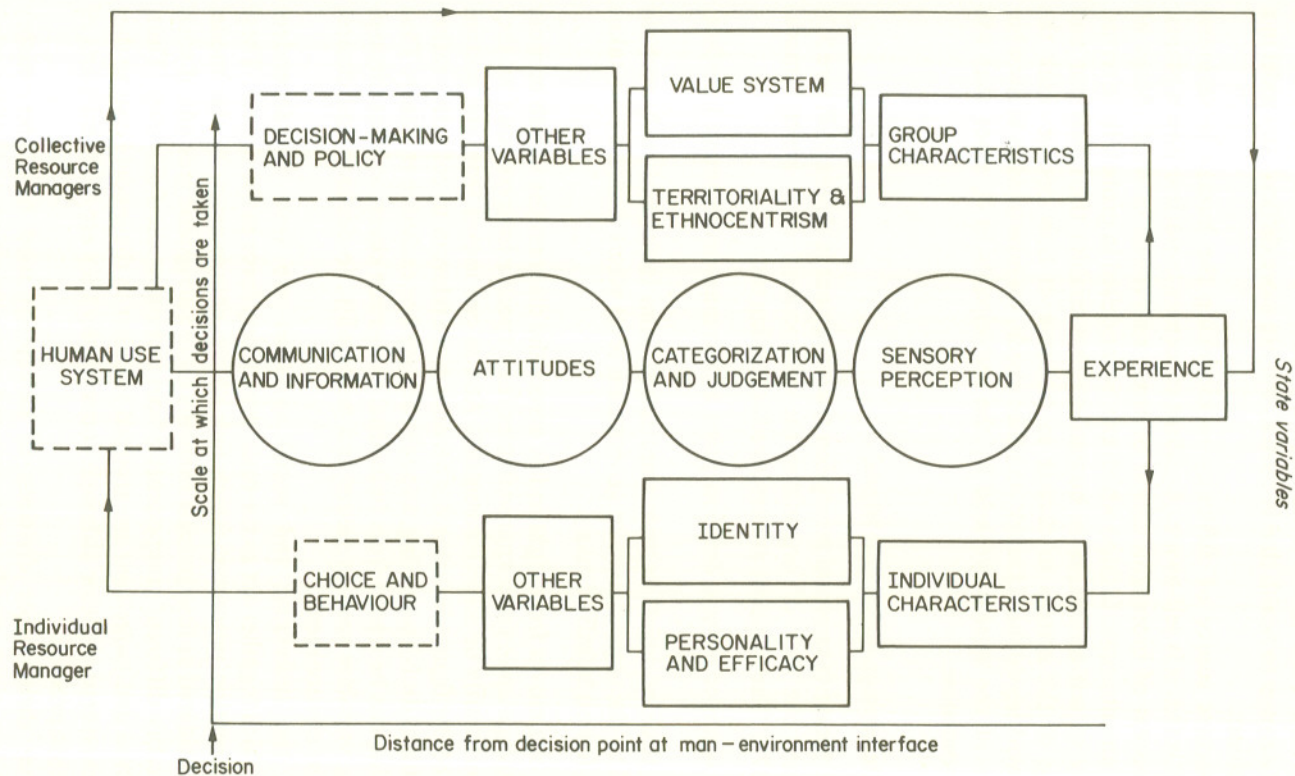 VALUE SYSTEM
DECISION-MAKING
AND POLICY
OTHER
VARIABLES
GROUP
CHARACTERISTICS
Collective
Resource
Managers
TERRITORIALITY &
ETHNOCENTRISM
Scale at which decisions are taken
HUMAN USE
SYSTEM
COMMUNICATION
AND INFORMATION
ATTITUDES
CATEGORIZATION
AND JUDGEMENT
SENSORY
PERCEPTION
EXPERIENCE
State variables
IDENTITY
CHOICE AND
BEHAVIOUR
OTHER
VARIABLES
INDIVIDUAL
CHARACTERISTICS
Individual
Resource
Manager
PERSONALITY
AND EFFICACY
Distance from decision point at man-environment interface
Decision